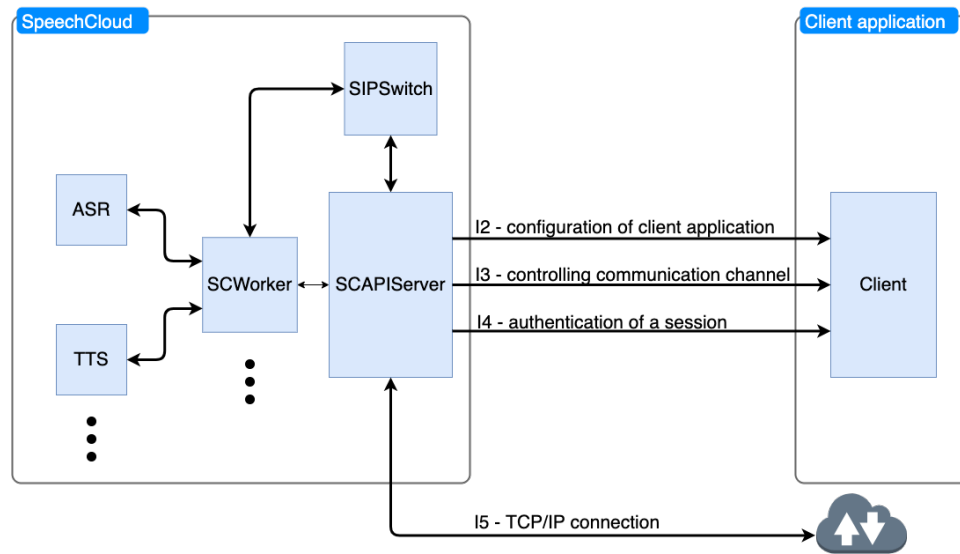 SpeechCloud
Client application
SIPSwitch
ASR
SCWorker
SCAPIServer
I2 - configuration of client application
I3 - controlling communication channel
I4 - authentication of a session
Client
TTS
I5 - TCP/IP connection